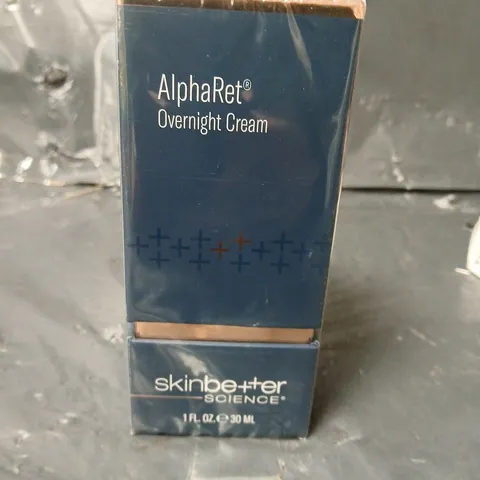 AlphaRet®
Overnight Cream
skinbetter
SCIENCE®
1 FL. OZ. ℮ 30 ML